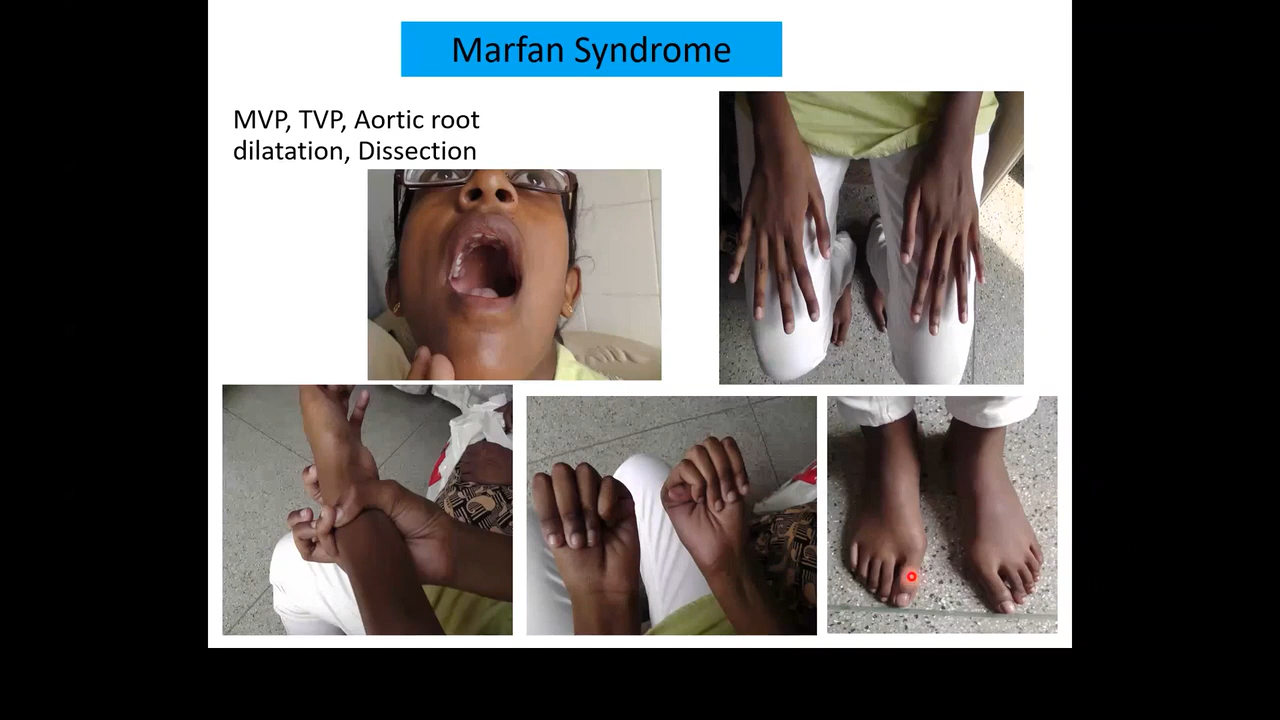 Marfan Syndrome
MVP, TVP, Aortic root
dilatation, Dissection